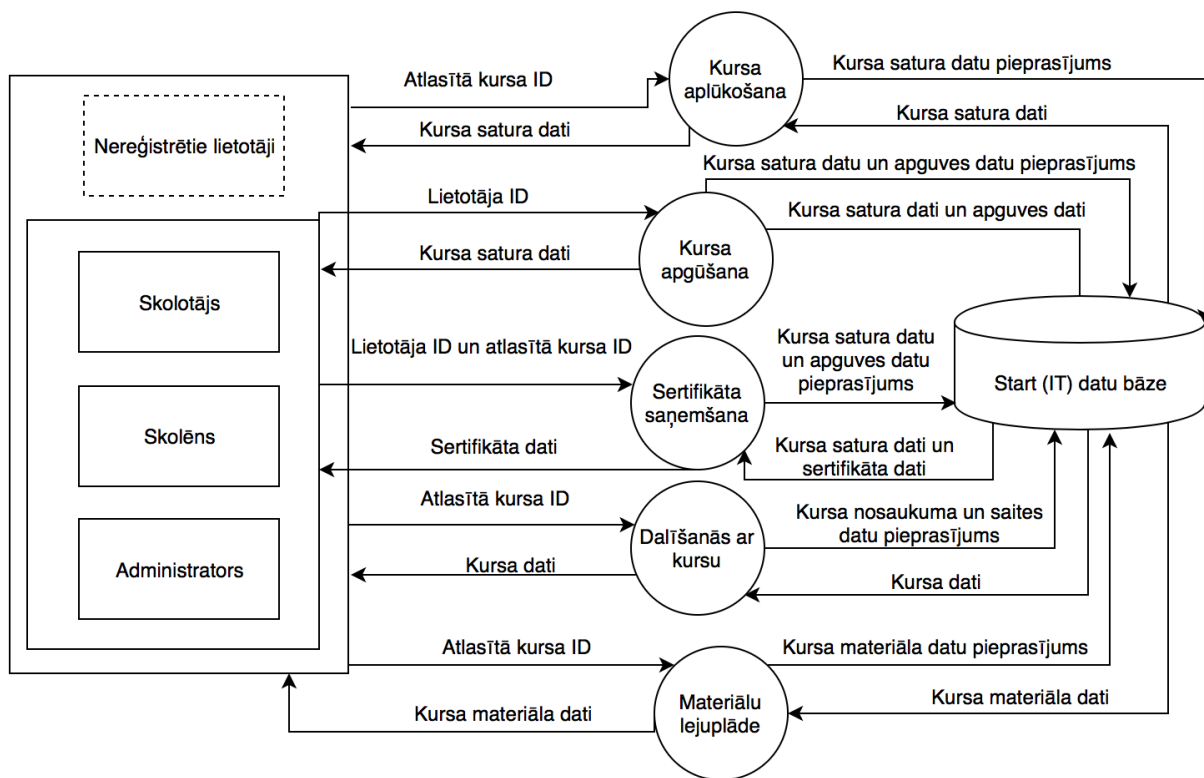 Kursa
aplūkošana
Kursa satura datu pieprasījums
Atlasītā kursa ID
Kursa satura dati
Kursa satura dati
Nereģistrētie lietotāji
Kursa satura datu un apguves datu pieprasījums
Lietotāja ID
Kursa satura dati un apguves dati
Kursa satura dati
Kursa
apgūšana
Skolotājs
Lietotāja ID un atlasītā kursa ID
Kursa satura datu
un apguves datu
pieprasījums
Sertifikāta
saņemšana
Start (IT) datu bāze
Skolēns
Sertifikāta dati
Kursa satura dati un
sertifikāta dati
Atlasītā kursa ID
Kursa nosaukuma un saites
datu pieprasījums
Dalīšanās ar
kursu
Administrators
Kursa dati
Kursa dati
Atlasītā kursa ID
Kursa materiāla datu pieprasījums
Materiālu
lejuplāde
Kursa materiāla dati
Kursa materiāla dati